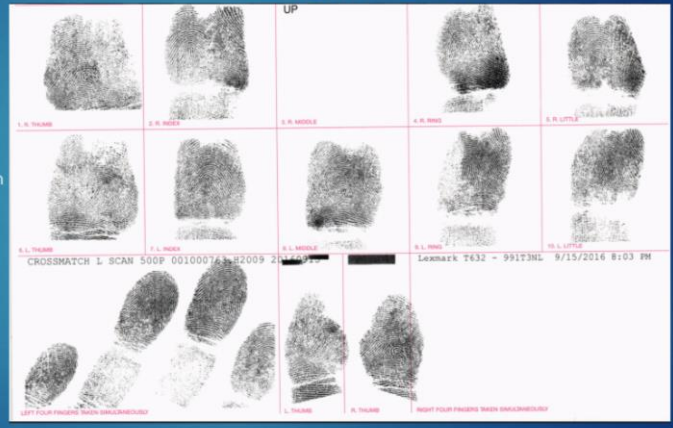 UP
1. R. THUMB
2. R. INDEX
3. R. MIDDLE
4. R. RING
5. R. LITTLE
6. L. THUMB
7. L. INDEX
8. L. MIDDLE
9. L. RING
10. L. LITTLE
CROSSMATCH L SCAN 500P
Lexmark T632 - 991T3NL 9/15/2016 8:03 PM
LEFT FOUR FINGERS TAKEN SIMULTANEOUSLY
L. THUMB
R. THUMB
RIGHT FOUR FINGERS TAKEN SIMULTANEOUSLY